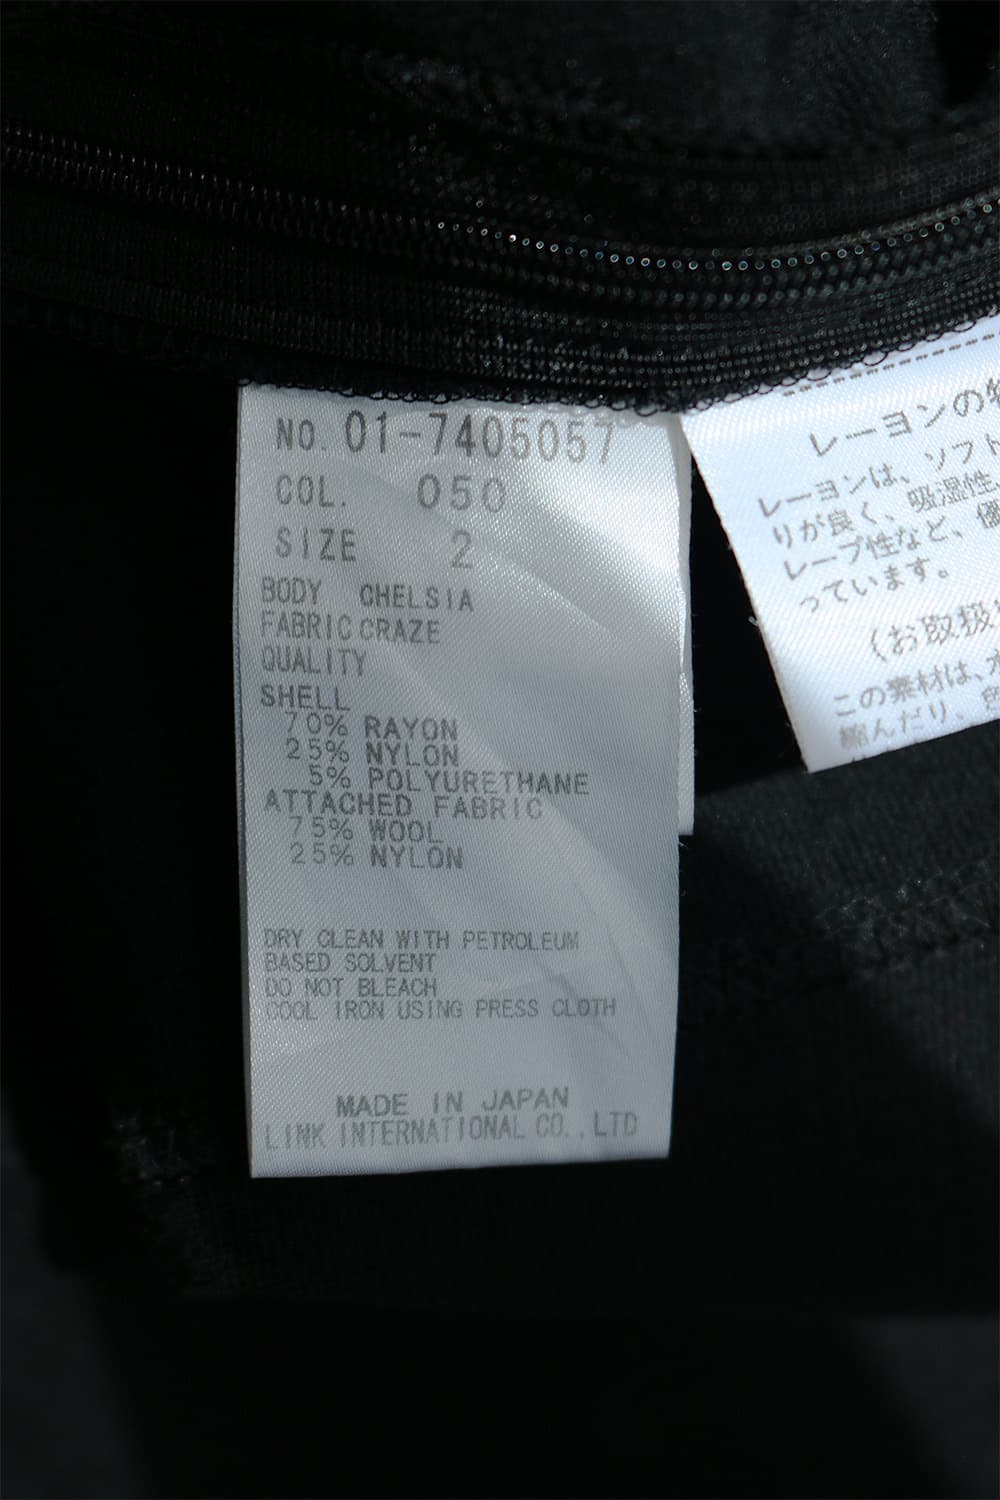 NO. 01-7405057
COL. 050
SIZE 2
BODY CHELSIA
FABRIC CRAZE
QUALITY
SHELL
70% RAYON
25% NYLON
5% POLYURETHANE
ATTACHED FABRIC
75% WOOL
25% NYLON
DRY CLEAN WITH PETROLEUM
BASED SOLVENT
DO NOT BLEACH
COOL IRON USING PRESS CLOTH
MADE IN JAPAN
LINK INTERNATIONAL CO.,LTD
レーヨンの特
レーヨンは、ソフト
りが良く、吸湿性
レープ性など、優
っています。
(お取扱
この素材は、水
縮んだり、